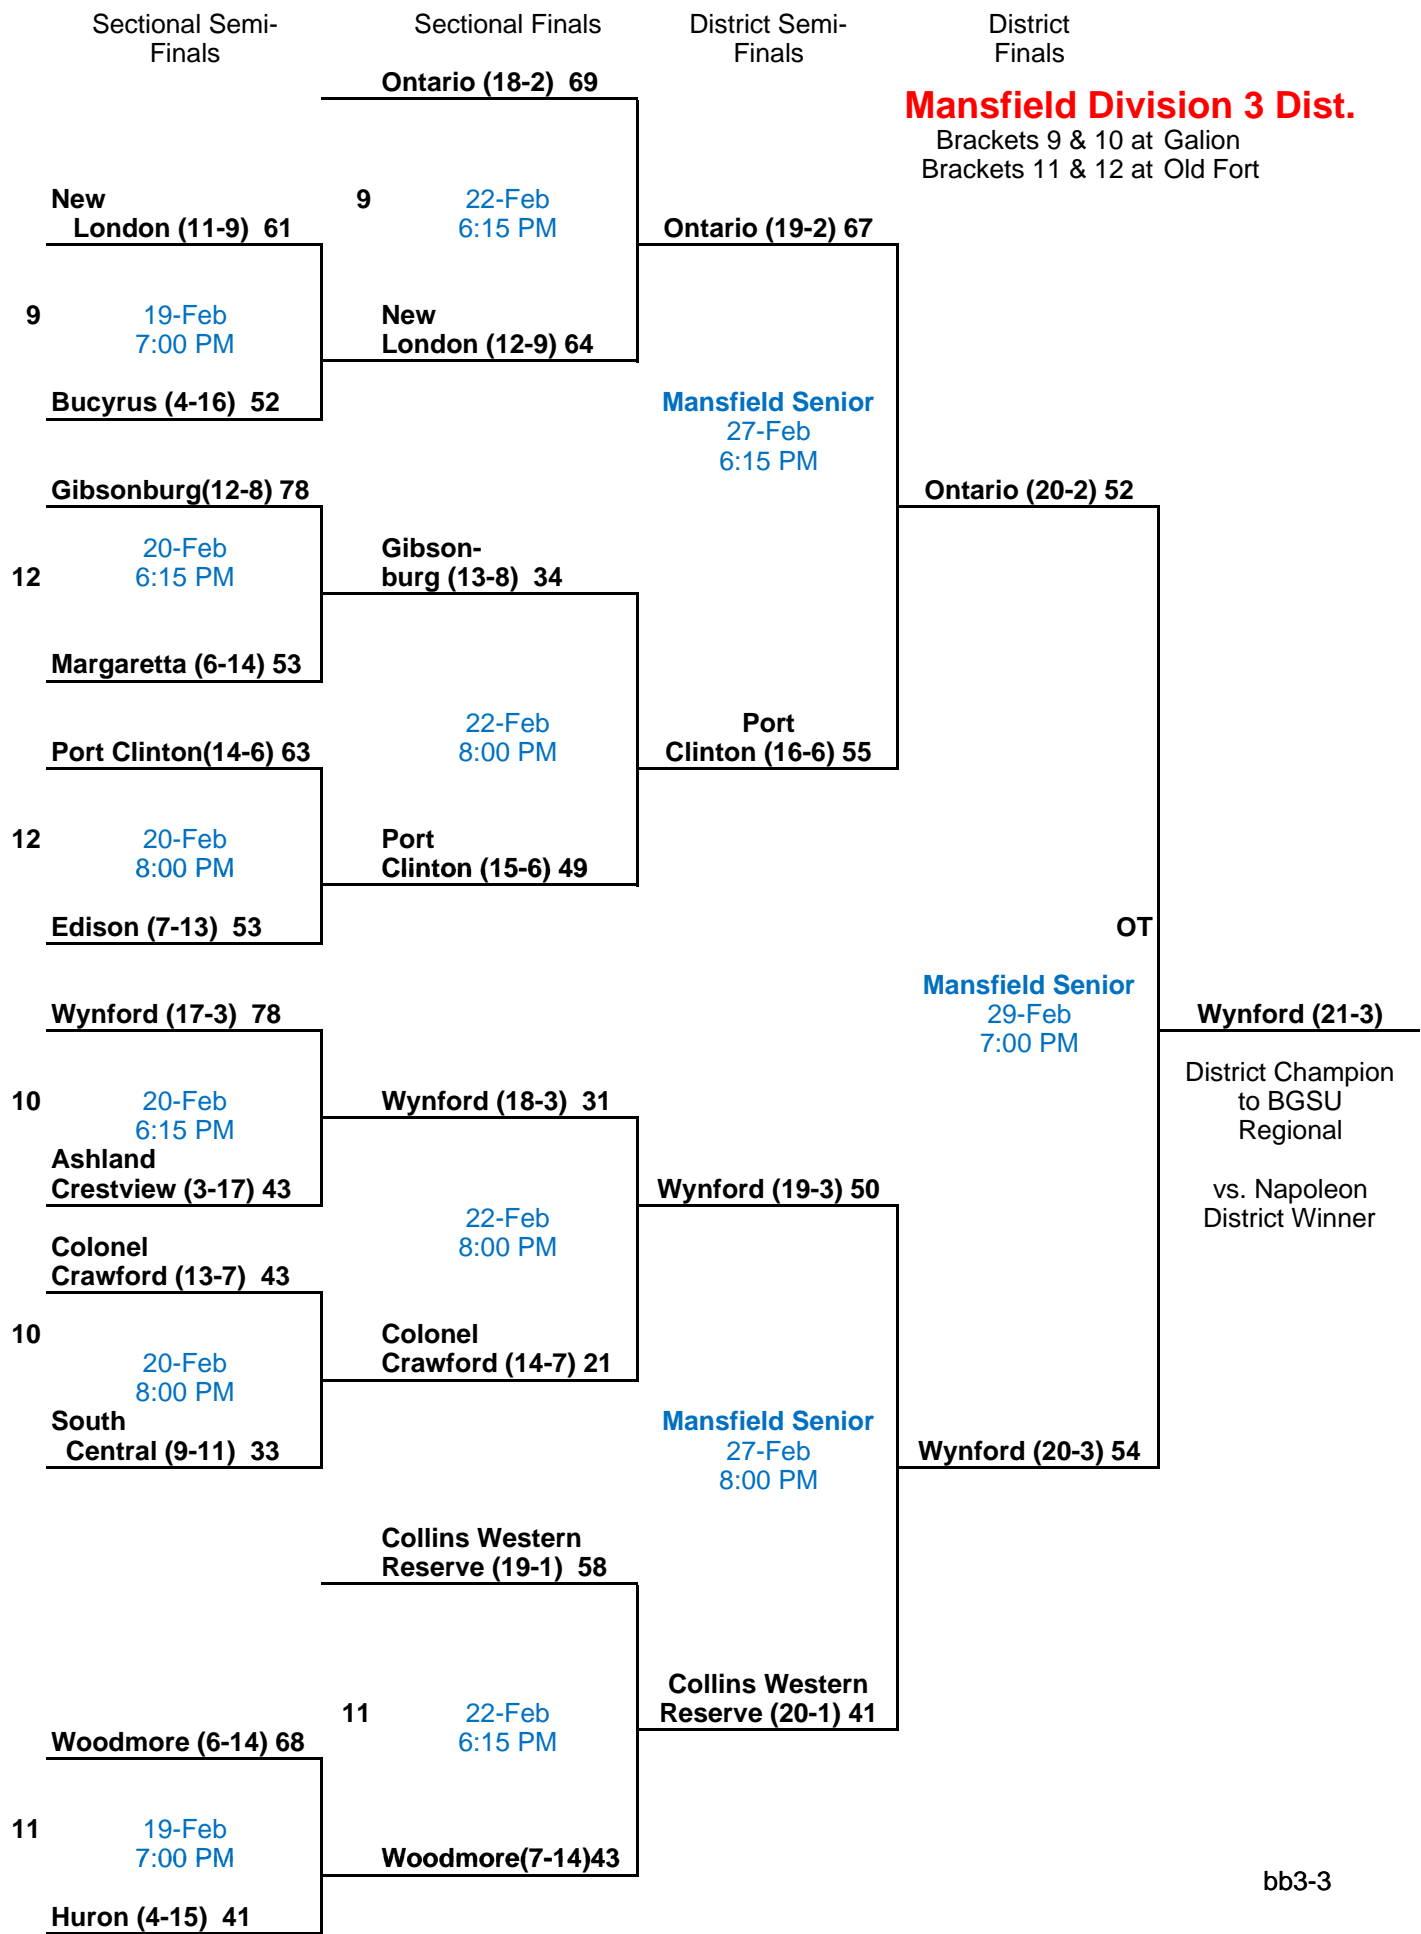 Sectional Semi-
Finals
Sectional Finals
District Semi-
Finals
District
Finals
Ontario (18-2)  69
Mansfield Division 3 Dist.
Brackets 9 & 10 at Galion
Brackets 11 & 12 at Old Fort
New
London (11-9)  61
9
22-Feb
6:15 PM
Ontario (19-2) 67
9
19-Feb
7:00 PM
New
London (12-9) 64
Bucyrus (4-16)  52
Mansfield Senior
27-Feb
6:15 PM
Gibsonburg(12-8) 78
Ontario (20-2) 52
12
20-Feb
6:15 PM
Gibson-
burg (13-8)  34
Margaretta (6-14) 53
22-Feb
8:00 PM
Port
Clinton (16-6) 55
Port Clinton(14-6) 63
12
20-Feb
8:00 PM
Port
Clinton (15-6) 49
Edison (7-13)  53
OT
Mansfield Senior
29-Feb
7:00 PM
Wynford (17-3)  78
Wynford (21-3)
District Champion
to BGSU
Regional
vs. Napoleon
District Winner
10
20-Feb
6:15 PM
Wynford (18-3)  31
Ashland
Crestview (3-17) 43
Wynford (19-3) 50
22-Feb
8:00 PM
Colonel
Crawford (13-7)  43
10
20-Feb
8:00 PM
Colonel
Crawford (14-7) 21
South
Central (9-11)  33
Mansfield Senior
27-Feb
8:00 PM
Wynford (20-3) 54
Collins Western
Reserve (19-1)  58
11
22-Feb
6:15 PM
Collins Western
Reserve (20-1) 41
Woodmore (6-14) 68
11
19-Feb
7:00 PM
Woodmore(7-14)43
Huron (4-15)  41
bb3-3